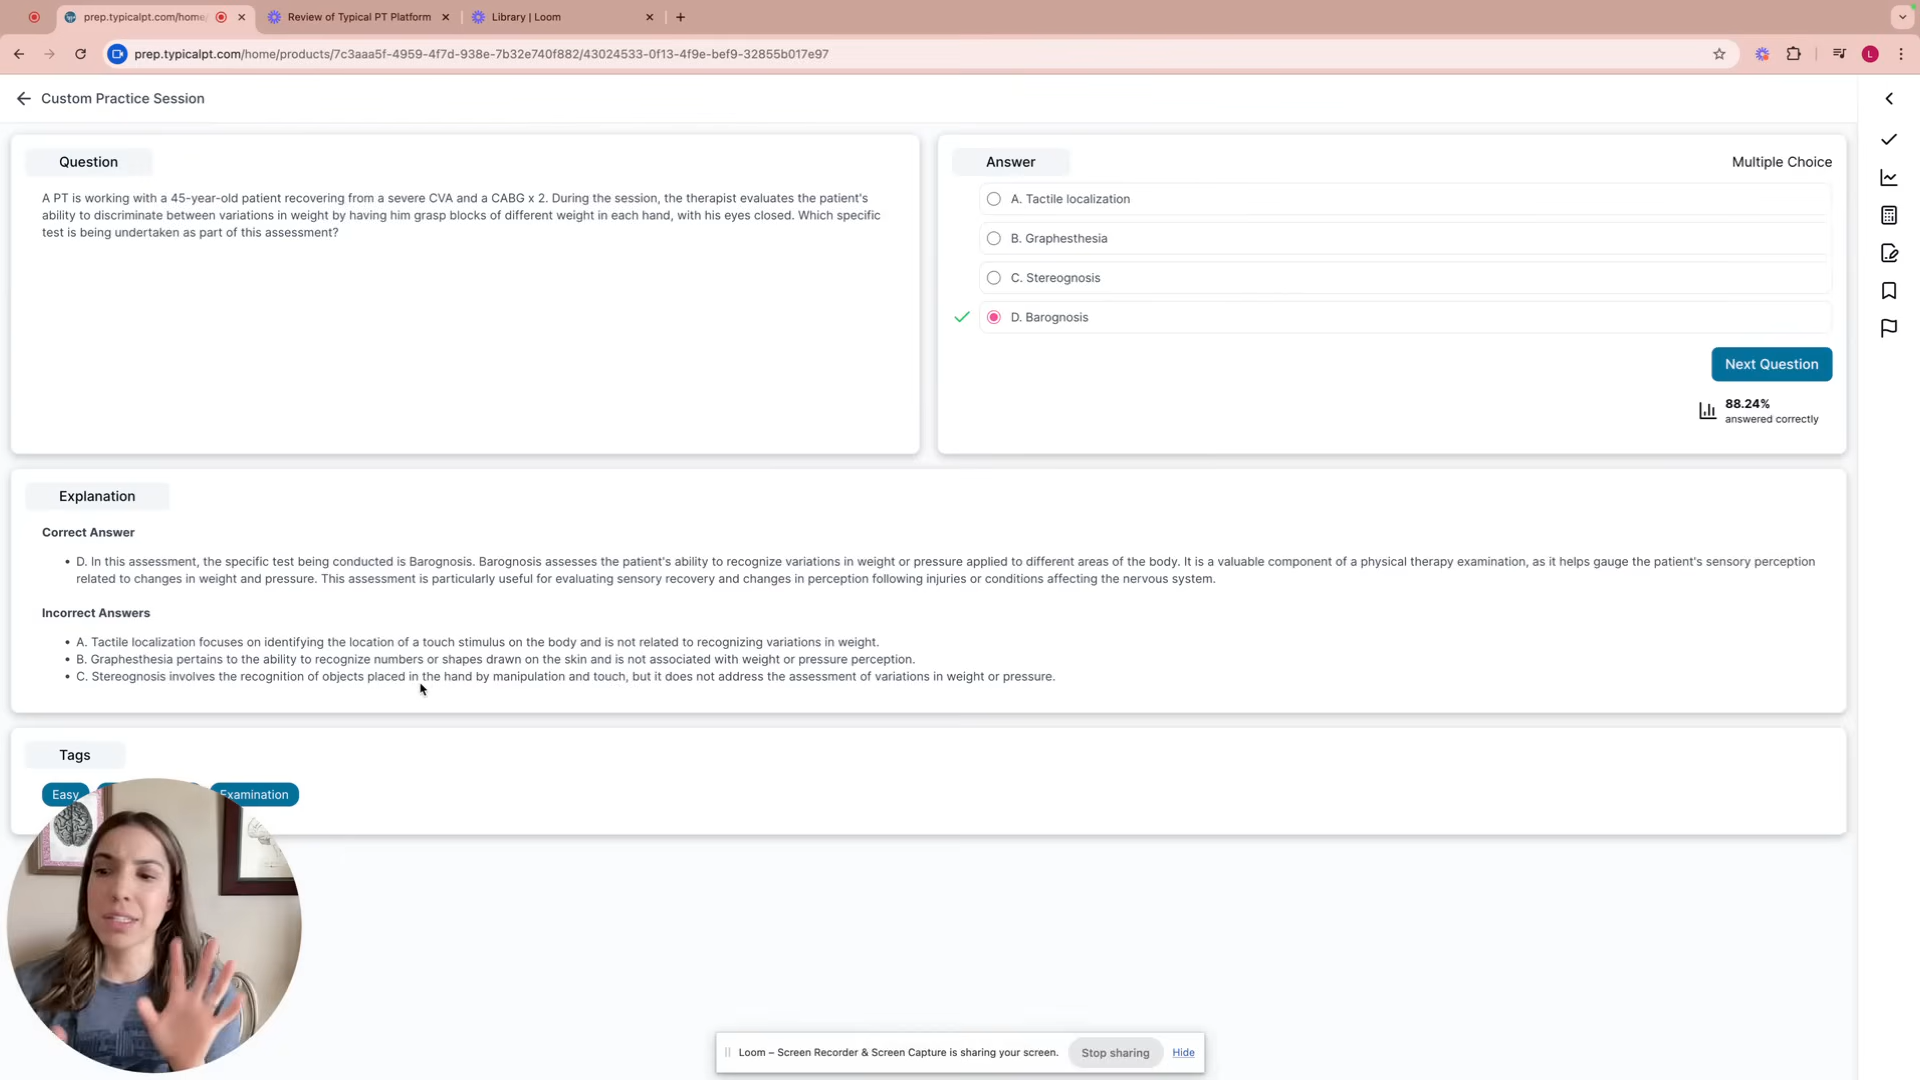 prep.typicalpt.com/home/
Review of Typical PT Platform
Library | Loom
prep.typicalpt.com/home/products/7c3aaa5f-4959-4f7d-938e-7b32e740f882/43024533-0f13-4f9e-bef9-32855b017e97
L
Custom Practice Session
Question
A PT is working with a 45-year-old patient recovering from a severe CVA and a CABG x 2. During the session, the therapist evaluates the patient's
ability to discriminate between variations in weight by having him grasp blocks of different weight in each hand, with his eyes closed. Which specific
test is being undertaken as part of this assessment?
Answer
Multiple Choice
A. Tactile localization
B. Graphesthesia
C. Stereognosis
D. Barognosis
Next Question
88.24%
answered correctly
Explanation
Correct Answer
• D. In this assessment, the specific test being conducted is Barognosis. Barognosis assesses the patient's ability to recognize variations in weight or pressure applied to different areas of the body. It is a valuable component of a physical therapy examination, as it helps gauge the patient's sensory perception
related to changes in weight and pressure. This assessment is particularly useful for evaluating sensory recovery and changes in perception following injuries or conditions affecting the nervous system.
Incorrect Answers
• A. Tactile localization focuses on identifying the location of a touch stimulus on the body and is not related to recognizing variations in weight.
• B. Graphesthesia pertains to the ability to recognize numbers or shapes drawn on the skin and is not associated with weight or pressure perception.
• C. Stereognosis involves the recognition of objects placed in the hand by manipulation and touch, but it does not address the assessment of variations in weight or pressure.
Tags
Easy
Examination
Loom – Screen Recorder & Screen Capture is sharing your screen.
Stop sharing
Hide